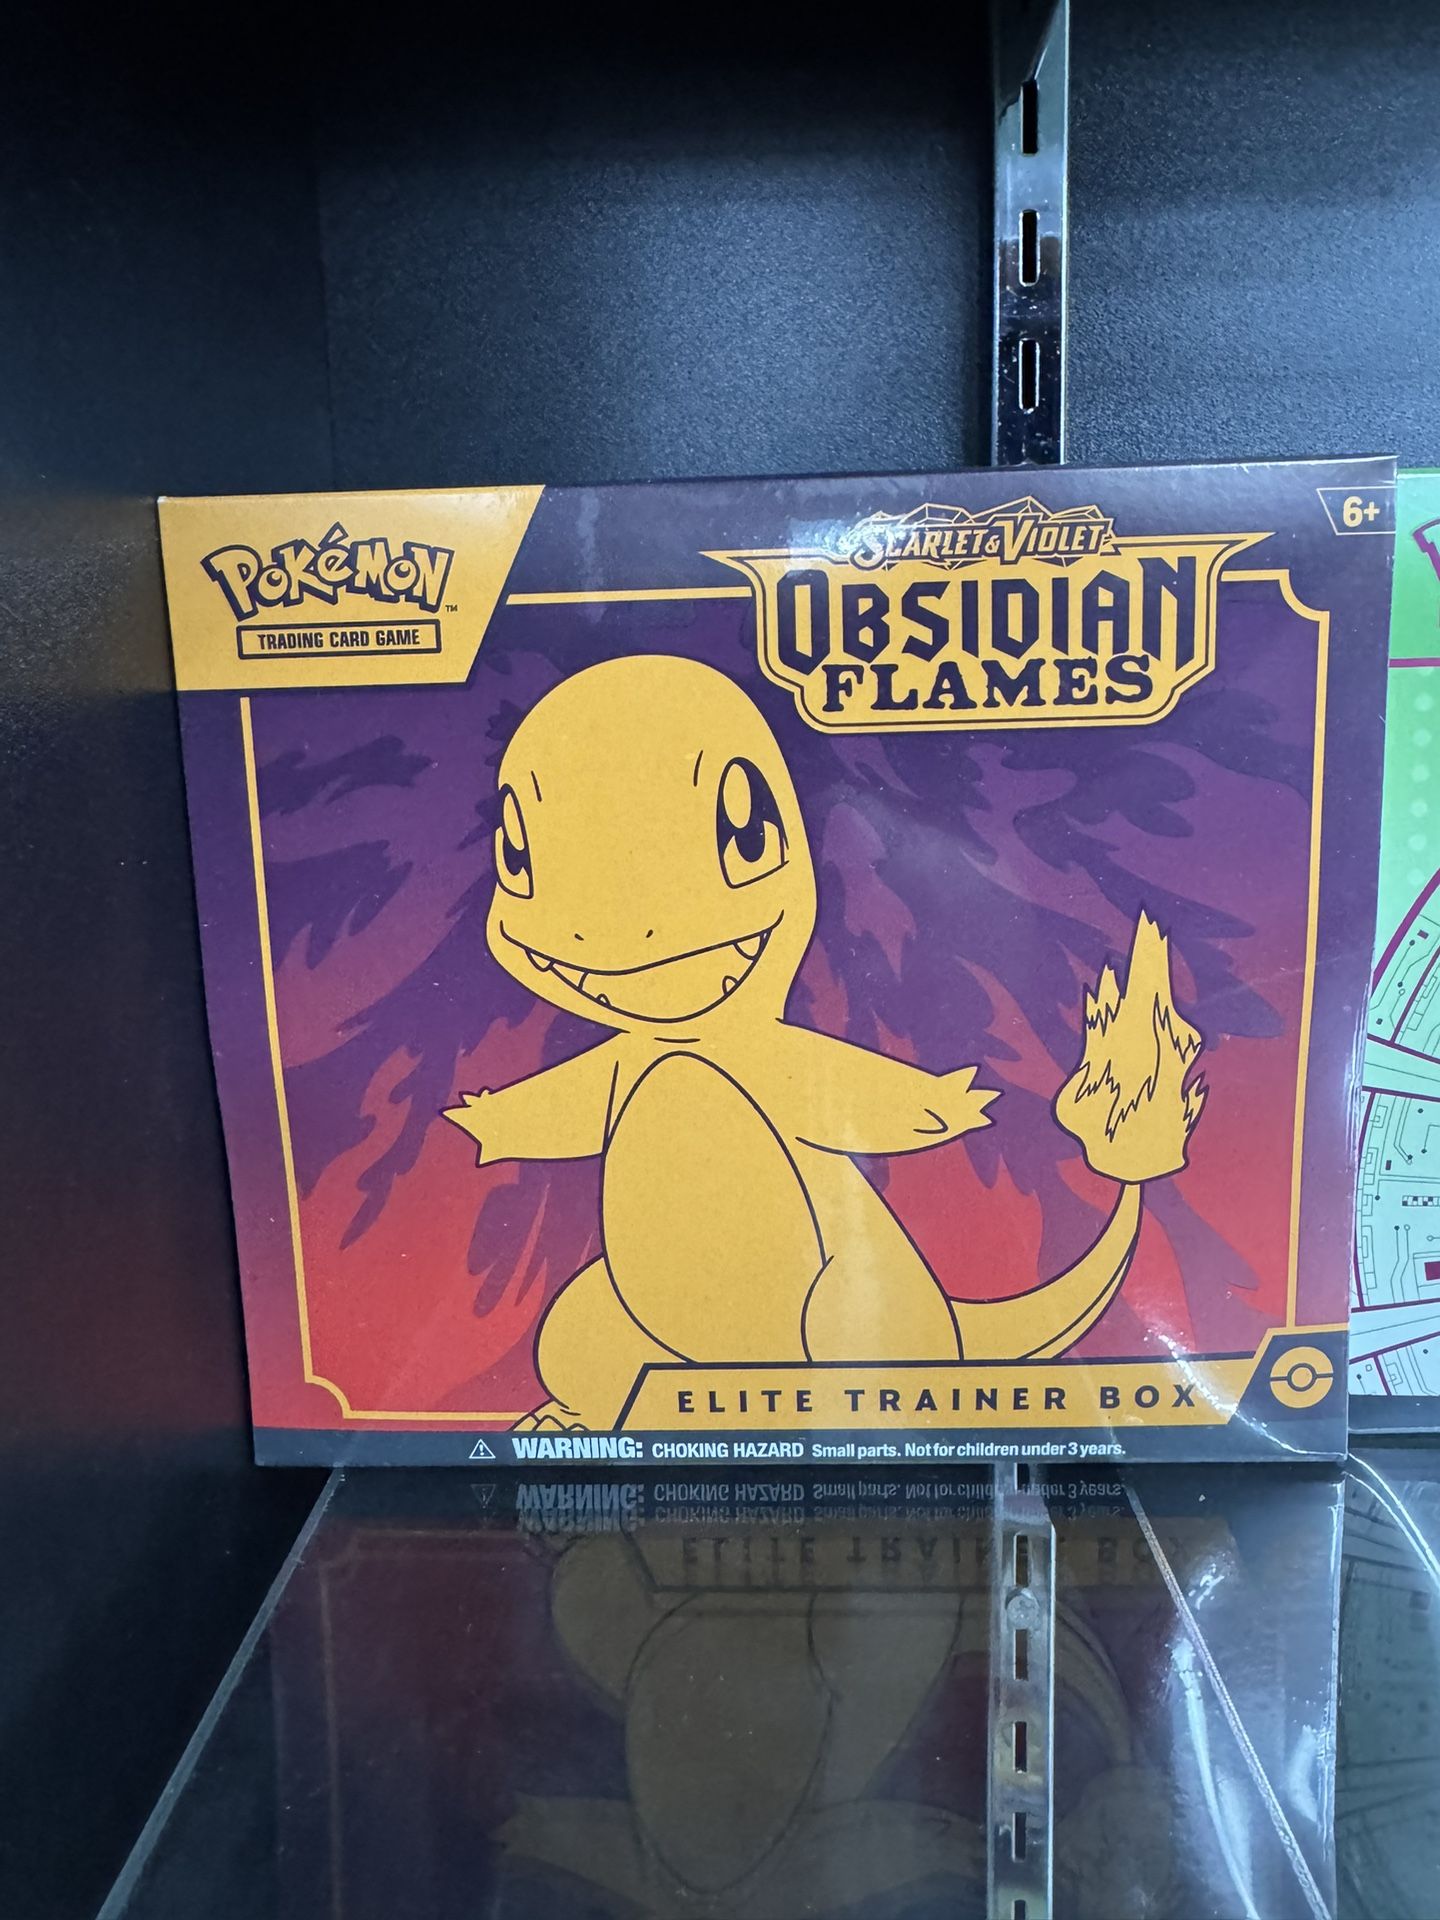 Pokémon™
TRADING CARD GAME
SCARLET & VIOLET
OBSIDIAN
FLAMES
6+
ELITE TRAINER BOX
WARNING: CHOKING HAZARD Small parts. Not for children under 3 years.